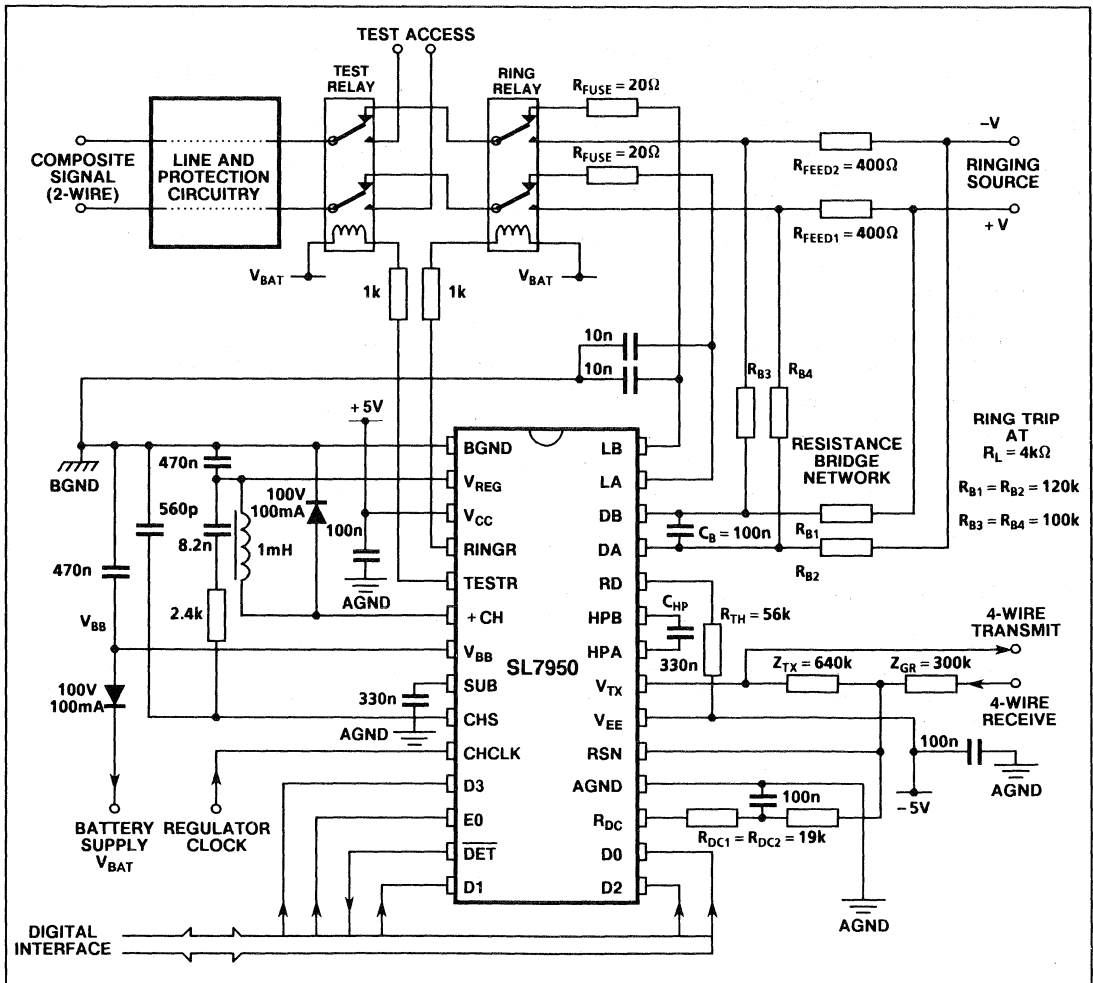 TEST ACCESS
TEST
RELAY
RING
RELAY
R_FUSE = 20Ω
COMPOSITE
SIGNAL
(2-WIRE)
LINE AND
PROTECTION
CIRCUITRY
R_FUSE = 20Ω
R_FEED2 = 400Ω
–V
RINGING
SOURCE
R_FEED1 = 400Ω
+V
V_BAT
1k
1k
V_BAT
10n
10n
R_B3
R_B4
+5V
BGND
470n
560p
8.2n
1mH
100V
100mA
100n
AGND
470n
V_BB
2.4k
100V
100mA
330n
AGND
BATTERY
SUPPLY
V_BAT
REGULATOR
CLOCK
DIGITAL
INTERFACE
BGND
V_REG
V_CC
RINGR
TESTR
+CH
V_BB
SUB
CHS
CHCLK
D3
E0
D̅E̅T̅
D1
SL7950
LB
LA
DB
DA
RD
HPB
HPA
V_TX
V_EE
RSN
AGND
R_DC
D0
D2
RESISTANCE
BRIDGE
NETWORK
C_B = 100n
R_B1
R_B2
RING TRIP
AT
R_L = 4kΩ
R_B1 = R_B2 = 120k
R_B3 = R_B4 = 100k
C_HP
330n
R_TH = 56k
Z_TX = 640k
Z_GR = 300k
4-WIRE
TRANSMIT
4-WIRE
RECEIVE
100n
AGND
–5V
100n
R_DC1 = R_DC2 = 19k
AGND